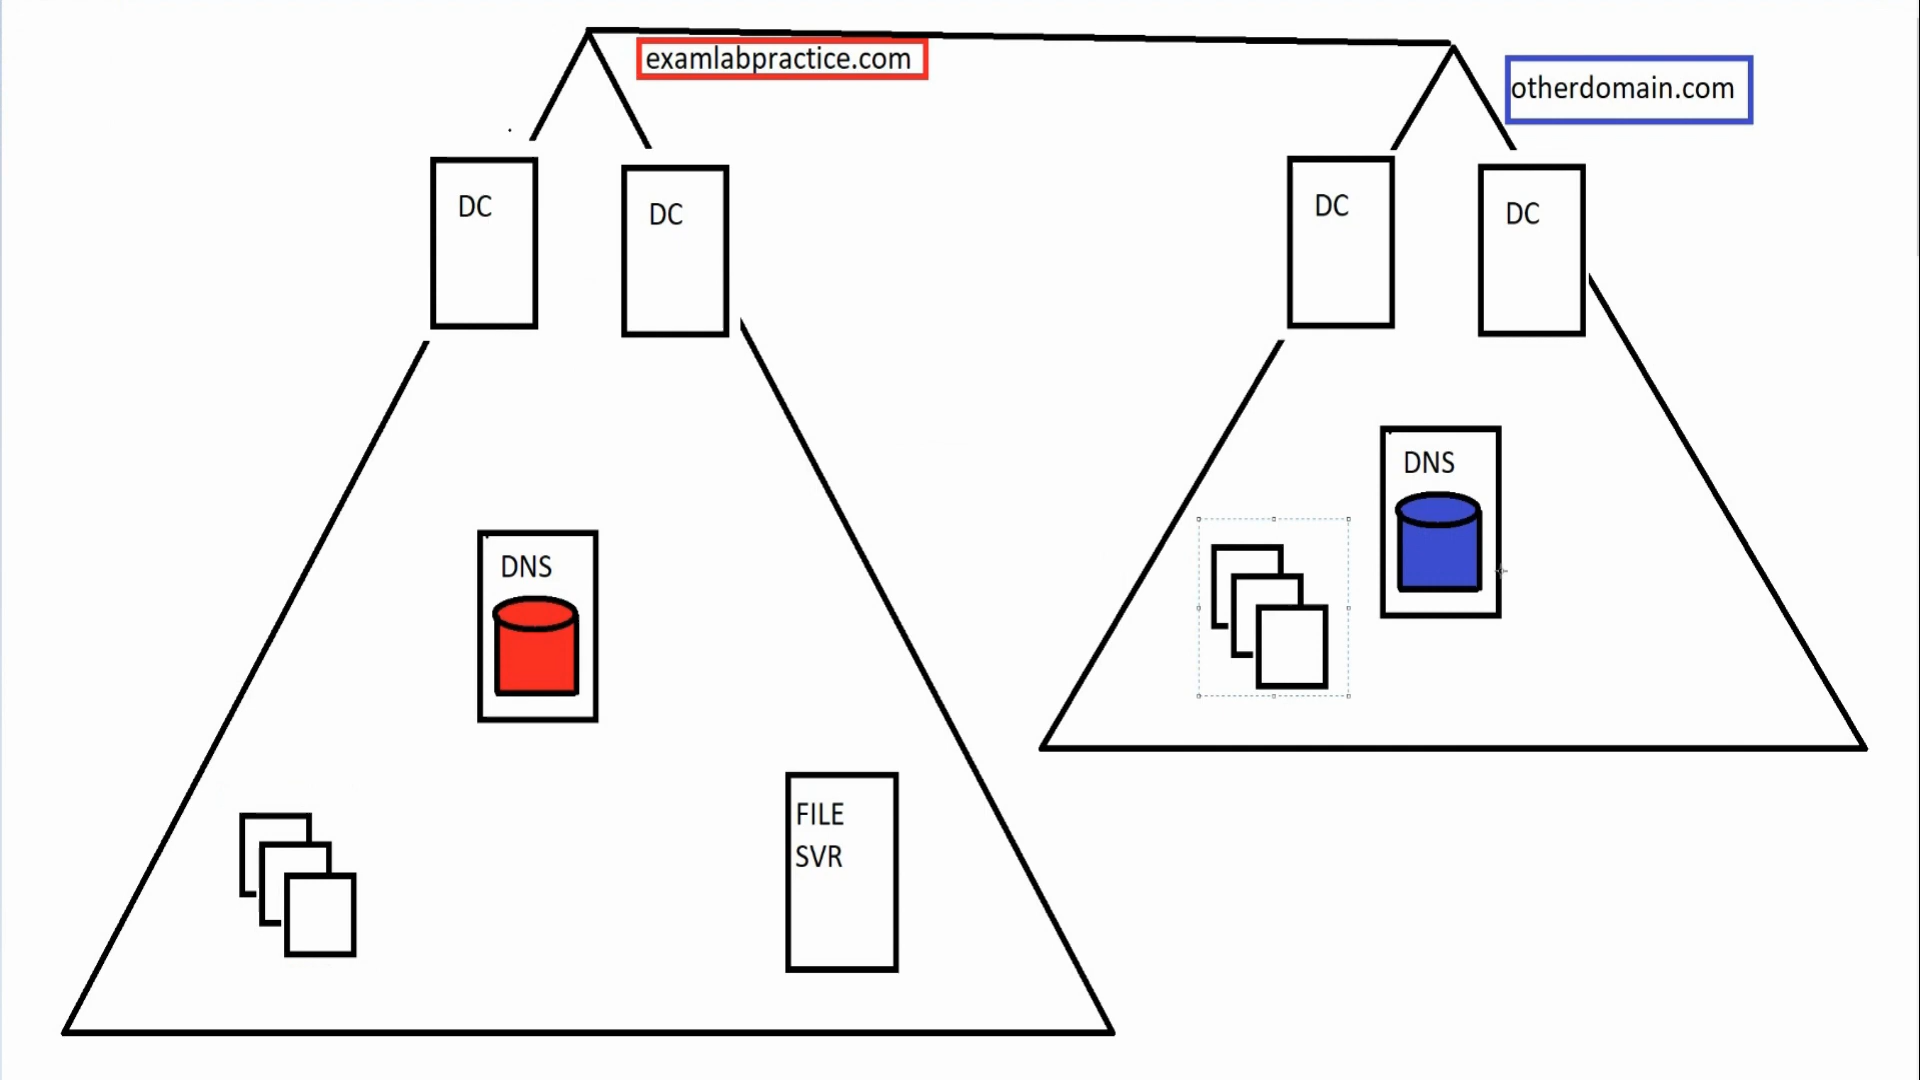 examlabpractice.com
otherdomain.com
DC
DC
DC
DC
DNS
DNS
FILE
SVR